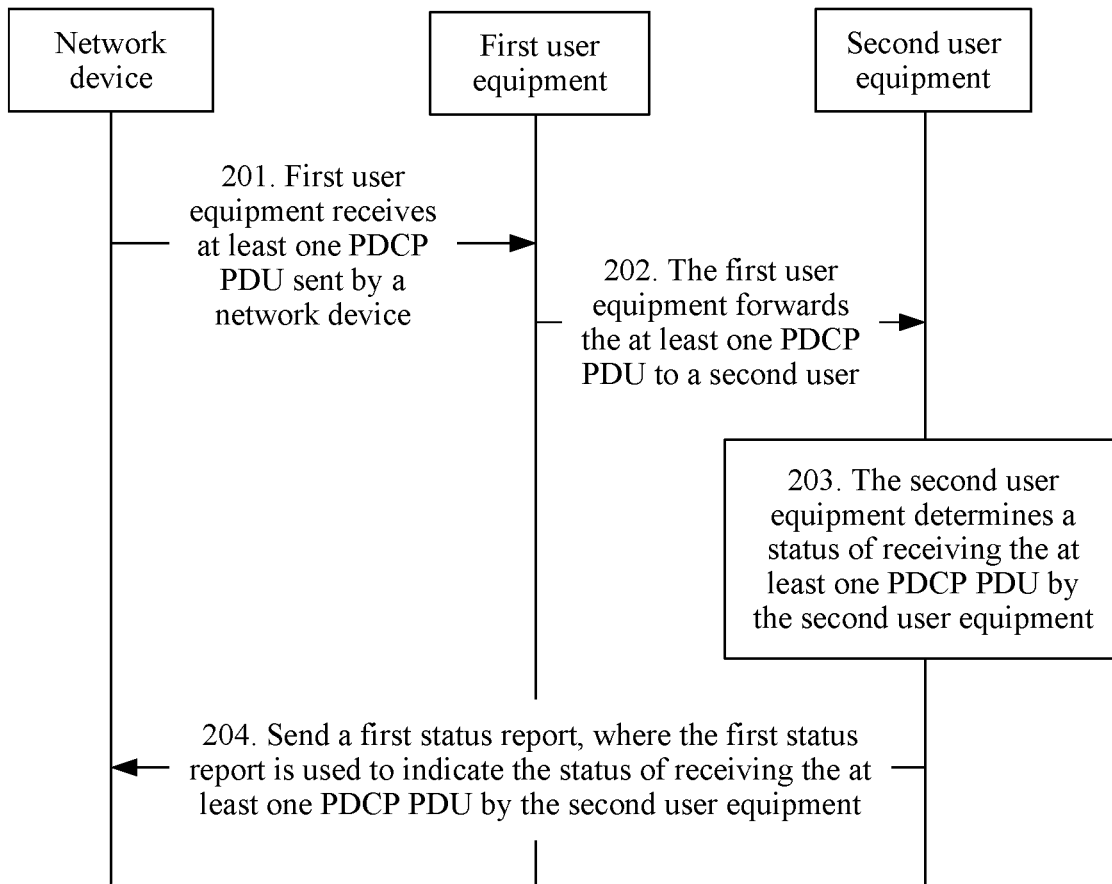 Network
device
First user
equipment
Second user
equipment
201. First user
equipment receives
at least one PDCP
PDU sent by a
network device
202. The first user
equipment forwards
the at least one PDCP
PDU to a second user
203. The second user
equipment determines a
status of receiving the at
least one PDCP PDU by
the second user equipment
204. Send a first status report, where the first status
report is used to indicate the status of receiving the at
least one PDCP PDU by the second user equipment